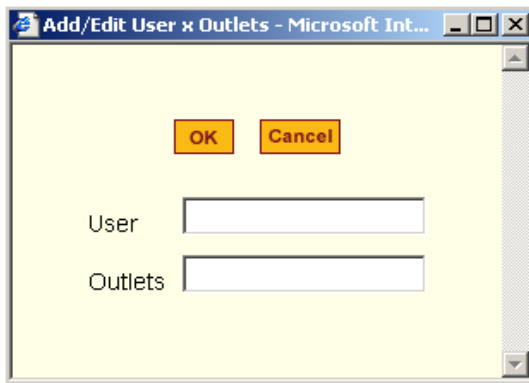 Add/Edit User x Outlets - Microsoft Int...
OK Cancel
User
Outlets